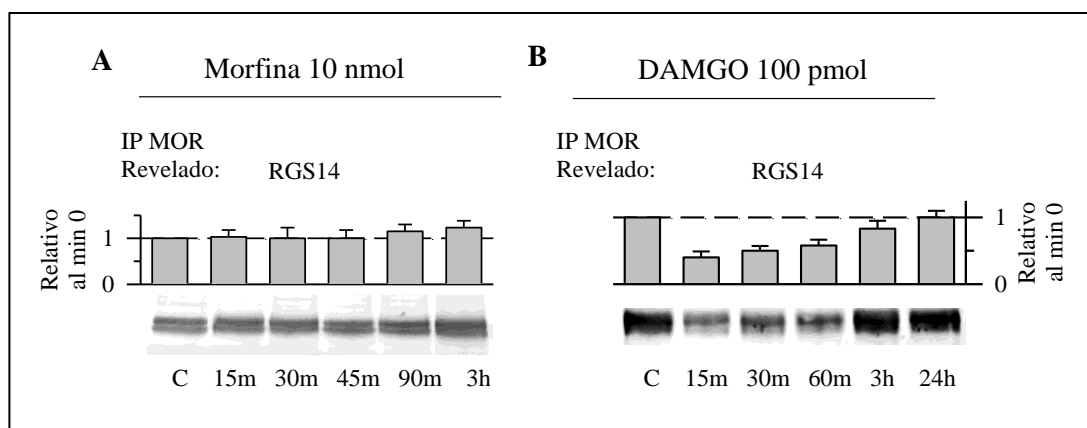 A
Morfina 10 nmol
IP MOR
Revelado: RGS14
Relativo
al min 0
1
0
C 15m 30m 45m 90m 3h
B
DAMGO 100 pmol
IP MOR
Revelado: RGS14
1
0
Relativo
al min 0
C 15m 30m 60m 3h 24h